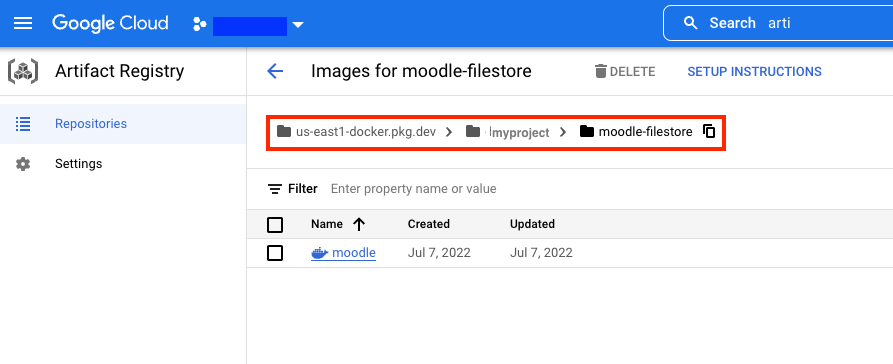 Google Cloud Search arti
Artifact Registry Images for moodle-filestore DELETE SETUP INSTRUCTIONS
Repositories us-east1-docker.pkg.dev myproject moodle-filestore
Settings
Filter Enter property name or value
Name Created Updated
moodle Jul 7, 2022 Jul 7, 2022